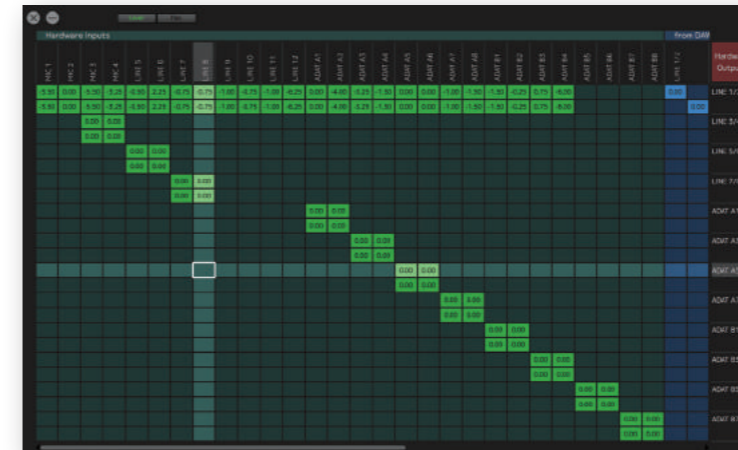 Hardware Inputs from DAW
MIC 1 MIC 2 MIC 3 MIC 4 LINE 5 LINE 6 LINE 7 LINE 8 LINE 9 LINE 10 LINE 11 LINE 12 ADAT A1 ADAT A2 ADAT A3 ADAT A4 ADAT A5 ADAT A6 ADAT A7 ADAT A8 ADAT B1 ADAT B2 ADAT B3 ADAT B4 ADAT B5 ADAT B6 ADAT B7 ADAT B8 LINE 1/2 Hardw
Outpu
-5.50 0.00 -5.50 -3.25 -0.50 2.25 -0.75 -0.75 -1.00 -0.75 -1.00 -6.25 0.00 -4.00 -3.25 -1.50 0.00 0.00 -1.00 -1.50 -1.50 -0.25 0.75 -6.00 0.00 LINE 1/
-5.50 0.00 -5.50 -3.25 -0.50 2.25 -0.75 -0.75 -1.00 -0.75 -1.00 -6.25 0.00 -4.00 -3.25 -1.50 0.00 0.00 -1.00 -1.50 -1.50 -0.25 0.75 -6.00 0.00
0.00 0.00 LINE 3/
0.00 0.00
0.00 0.00 LINE 5/
0.00 0.00
0.00 0.00 LINE 7/
0.00 0.00
0.00 0.00 ADAT A1
0.00 0.00
0.00 0.00 ADAT A3
0.00 0.00
0.00 0.00 ADAT A5
0.00 0.00
0.00 0.00 ADAT A7
0.00 0.00
0.00 0.00 ADAT B1
0.00 0.00
0.00 0.00 ADAT B3
0.00 0.00
0.00 0.00 ADAT B5
0.00 0.00
0.00 0.00 ADAT B7
0.00 0.00